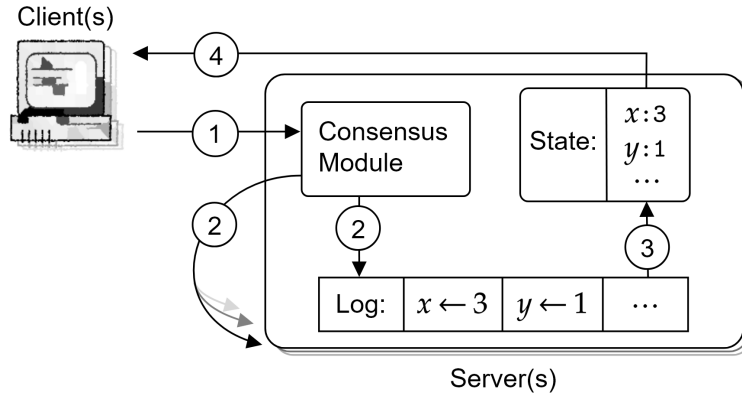 Client(s)
4
1
Consensus
Module
State:
x:3
y:1
...
2
2
3
Log:
x ← 3
y ← 1
...
Server(s)